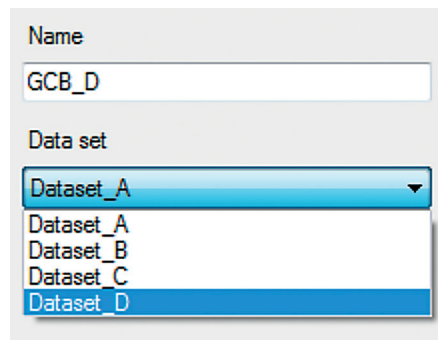 Name
GCB_D
Data set
Dataset_A
Dataset_A
Dataset_B
Dataset_C
Dataset_D